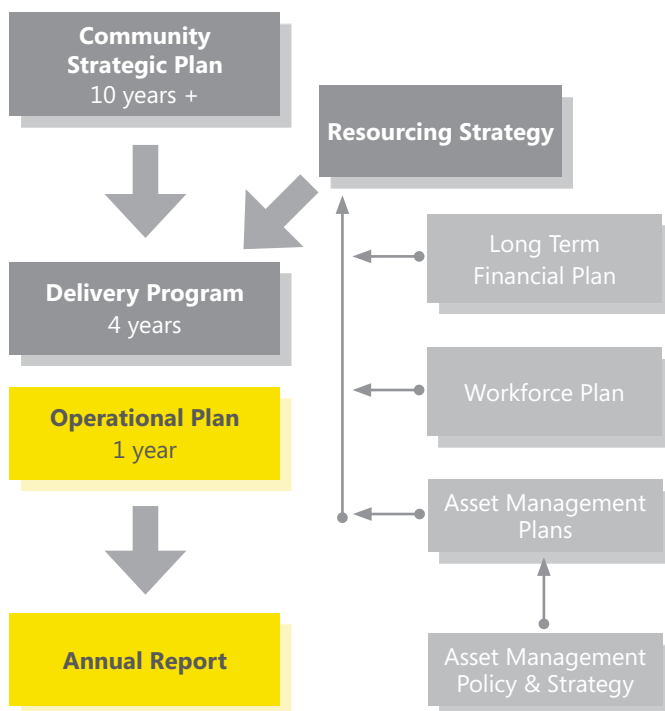 Community
Strategic Plan
10 years +
Resourcing Strategy
Long Term
Financial Plan
Delivery Program
4 years
Workforce Plan
Operational Plan
1 year
Asset Management
Plans
Annual Report
Asset Management
Policy & Strategy